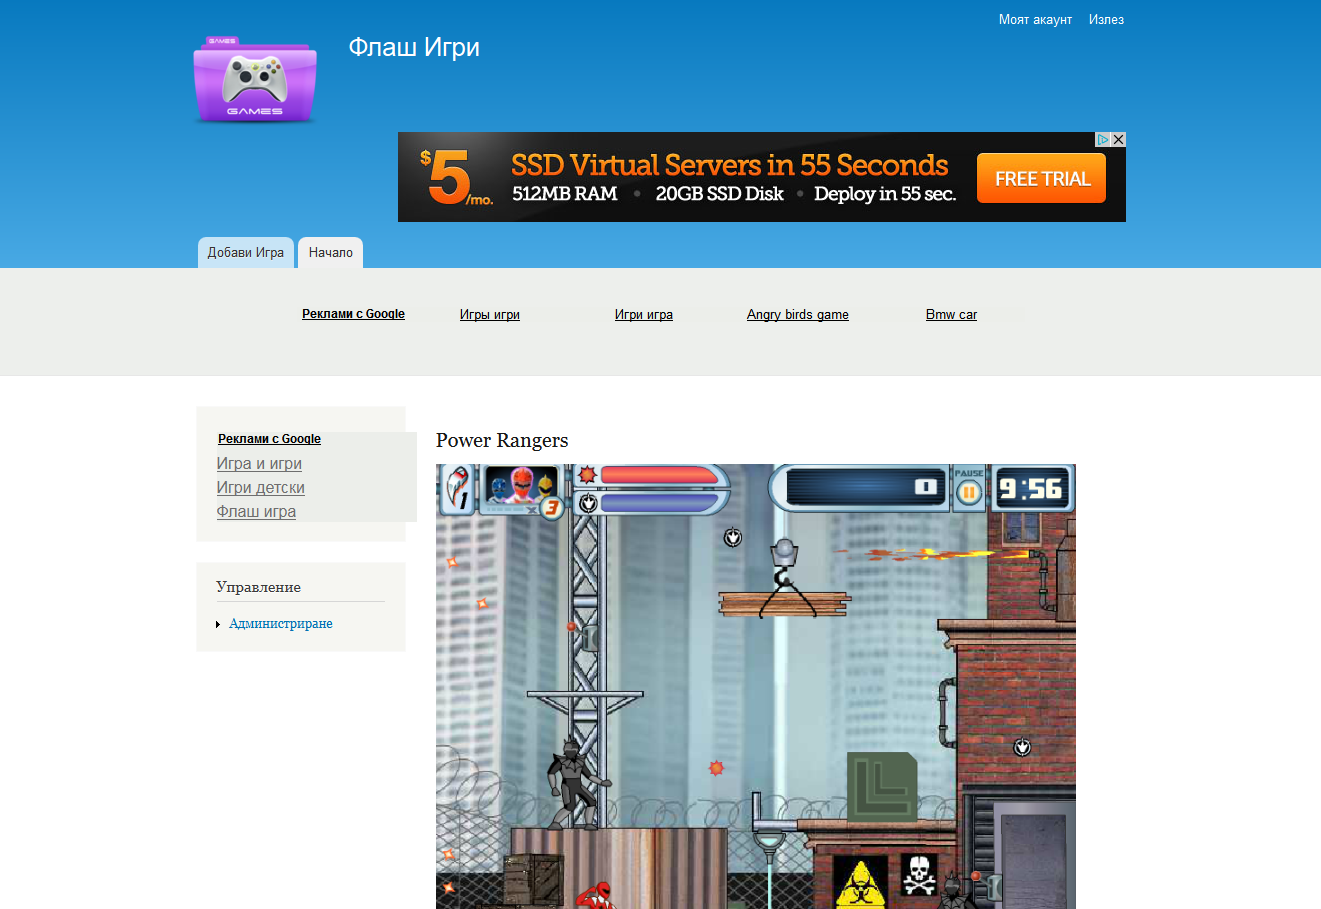 Моят акаунт Излез
GAMES
Флаш Игри
GAMES
$5/mo.
SSD Virtual Servers in 55 Seconds
512MB RAM • 20GB SSD Disk • Deploy in 55 sec.
FREE TRIAL
Добави Игра Начало
Реклами с Google Игры игри Игри игра Angry birds game Bmw car
Реклами с Google
Игра и игри
Игри детски
Флаш игра
Управление
Администриране
Power Rangers
1
x3
0
PAUSE
9:56